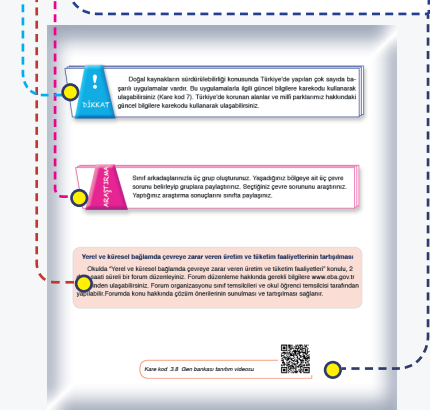 !
DİKKAT
Doğal kaynakların sürdürülebilirliği konusunda Türkiye'de yapılan çok sayıda ba-
şarılı uygulamalar vardır. Bu uygulamalarla ilgili güncel bilgilere karekodu kullanarak
ulaşabilirsiniz (Kare kod 7). Türkiye'de korunan alanlar ve millî parklarımız hakkındaki
güncel bilgilere karekodu kullanarak ulaşabilirsiniz.
ARAŞTIRMA
Sınıf arkadaşlarınızla üç grup oluşturunuz. Yaşadığınız bölgeye ait üç çevre
sorunu belirleyip gruplara paylaştırınız. Seçtiğiniz çevre sorununu araştırınız.
Yaptığınız araştırma sonuçlarını sınıfta paylaşınız.
Yerel ve küresel bağlamda çevreye zarar veren üretim ve tüketim faaliyetlerinin tartışılması
Okulda "Yerel ve küresel bağlamda çevreye zarar veren üretim ve tüketim faaliyetleri" konulu, 2
saati süreli bir forum düzenleyiniz. Forum düzenleme hakkında gerekli bilgilere www.eba.gov.tr
nden ulaşabilirsiniz. Forum organizasyonu sınıf temsilcileri ve okul öğrenci temsilcisi tarafından
yapılabilir.Forumda konu hakkında çözüm önerilerinin sunulması ve tartışılması sağlanır.
Kare kod 3.8 Gen bankası tanıtım videosu